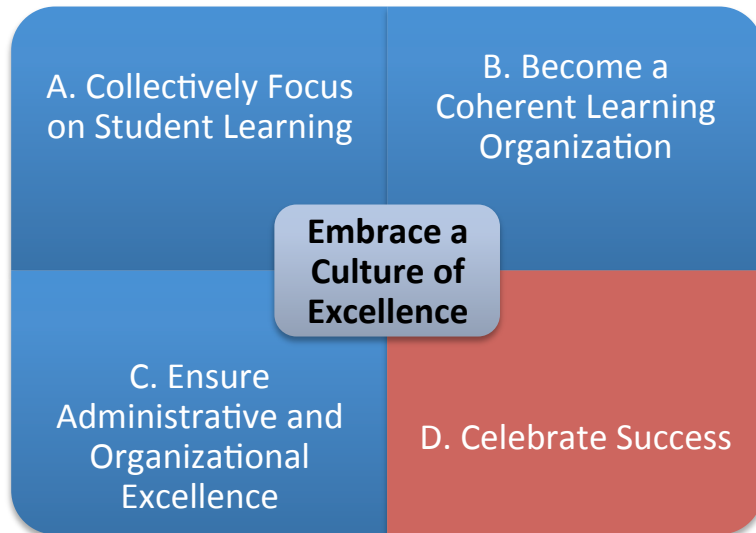 A. Collectively Focus
on Student Learning
B. Become a
Coherent Learning
Organization
Embrace a
Culture of
Excellence
C. Ensure
Administrative and
Organizational
Excellence
D. Celebrate Success